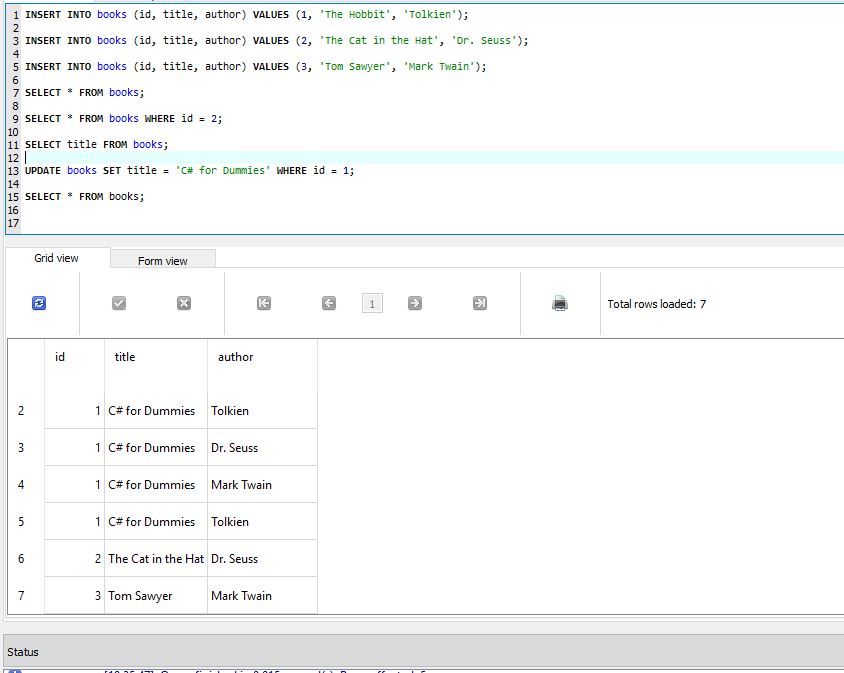 1 INSERT INTO books (id, title, author) VALUES (1, 'The Hobbit', 'Tolkien');
2
3 INSERT INTO books (id, title, author) VALUES (2, 'The Cat in the Hat', 'Dr. Seuss');
4
5 INSERT INTO books (id, title, author) VALUES (3, 'Tom Sawyer', 'Mark Twain');
6
7 SELECT * FROM books;
8
9 SELECT * FROM books WHERE id = 2;
10
11 SELECT title FROM books;
12
13 UPDATE books SET title = 'C# for Dummies' WHERE id = 1;
14
15 SELECT * FROM books;
16
17
Grid view Form view
1 Total rows loaded: 7
id title author
2 1 C# for Dummies Tolkien
3 1 C# for Dummies Dr. Seuss
4 1 C# for Dummies Mark Twain
5 1 C# for Dummies Tolkien
6 2 The Cat in the Hat Dr. Seuss
7 3 Tom Sawyer Mark Twain
Status